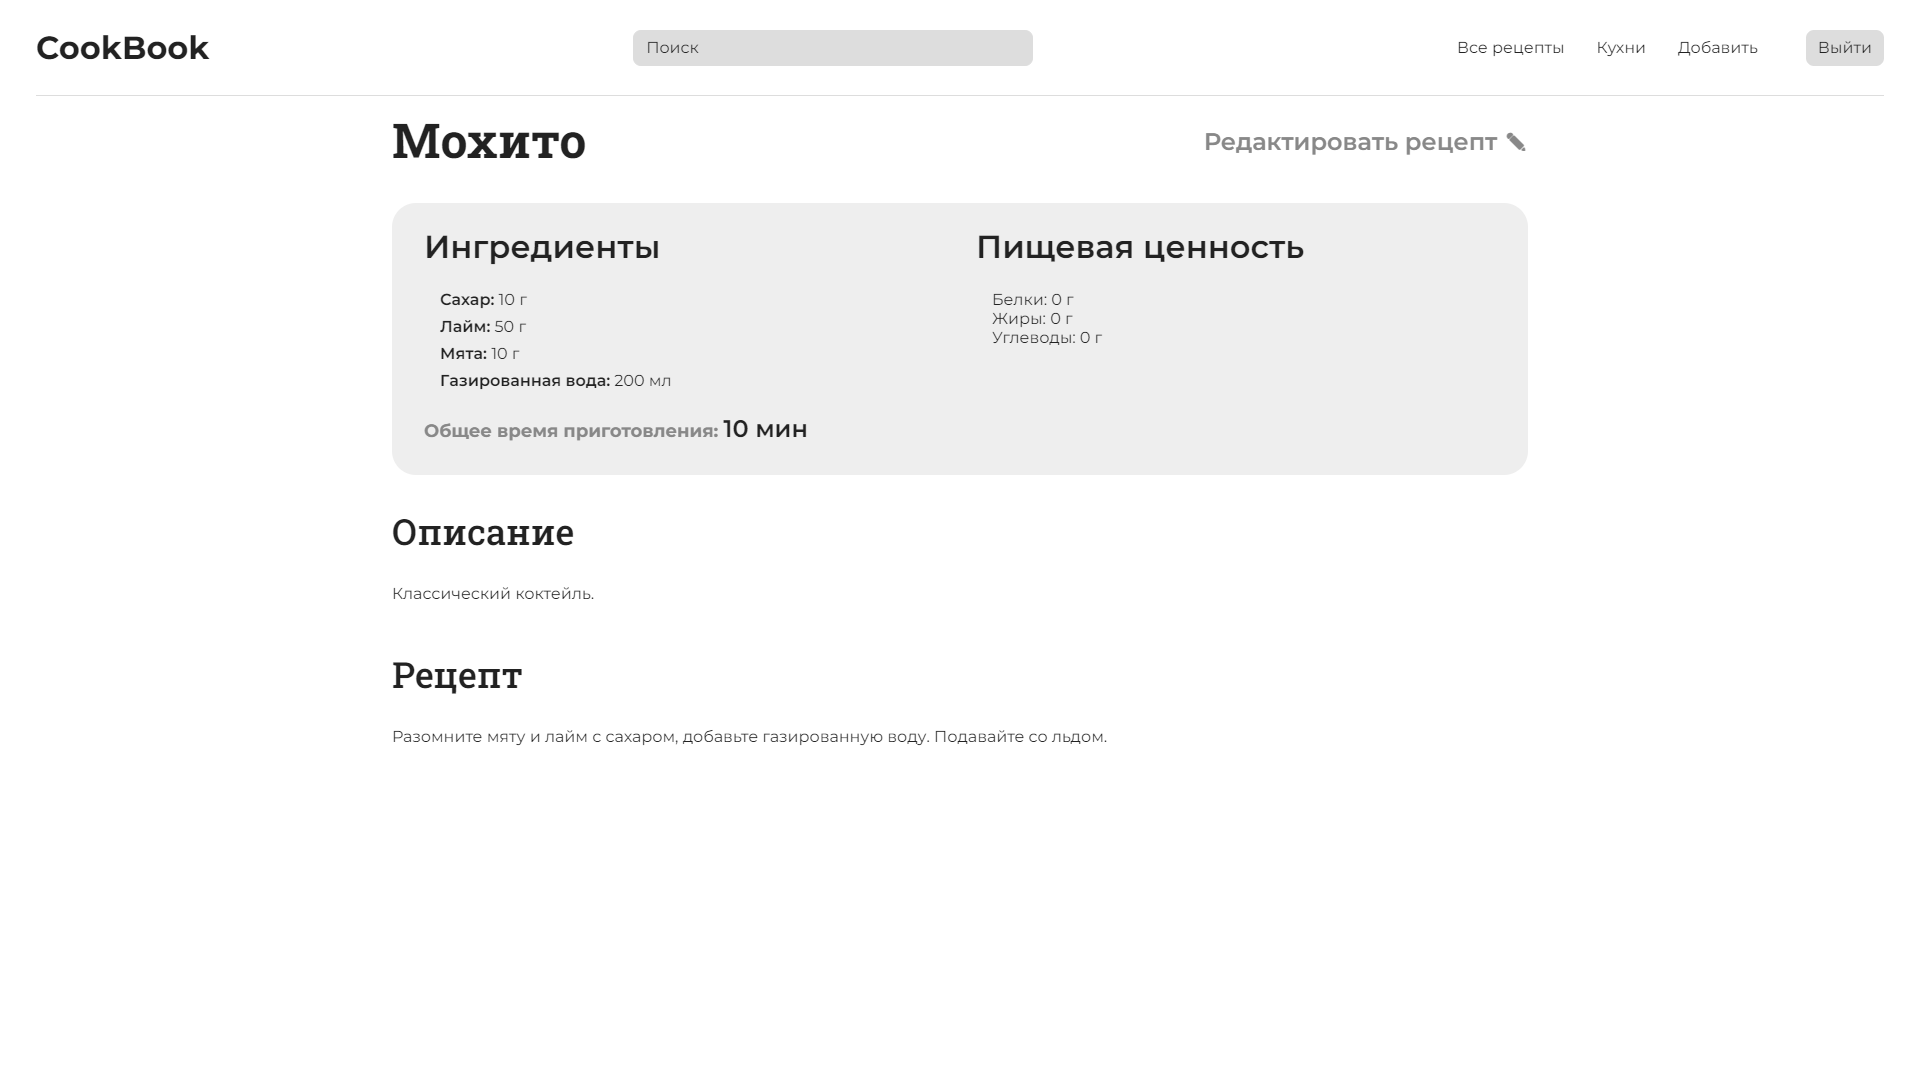 CookBook
Поиск
Все рецепты
Кухни
Добавить
Выйти
Мохито
Редактировать рецепт
Ингредиенты
Сахар: 10 г
Лайм: 50 г
Мята: 10 г
Газированная вода: 200 мл
Общее время приготовления: 10 мин
Пищевая ценность
Белки: 0 г
Жиры: 0 г
Углеводы: 0 г
Описание
Классический коктейль.
Рецепт
Разомните мяту и лайм с сахаром, добавьте газированную воду. Подавайте со льдом.